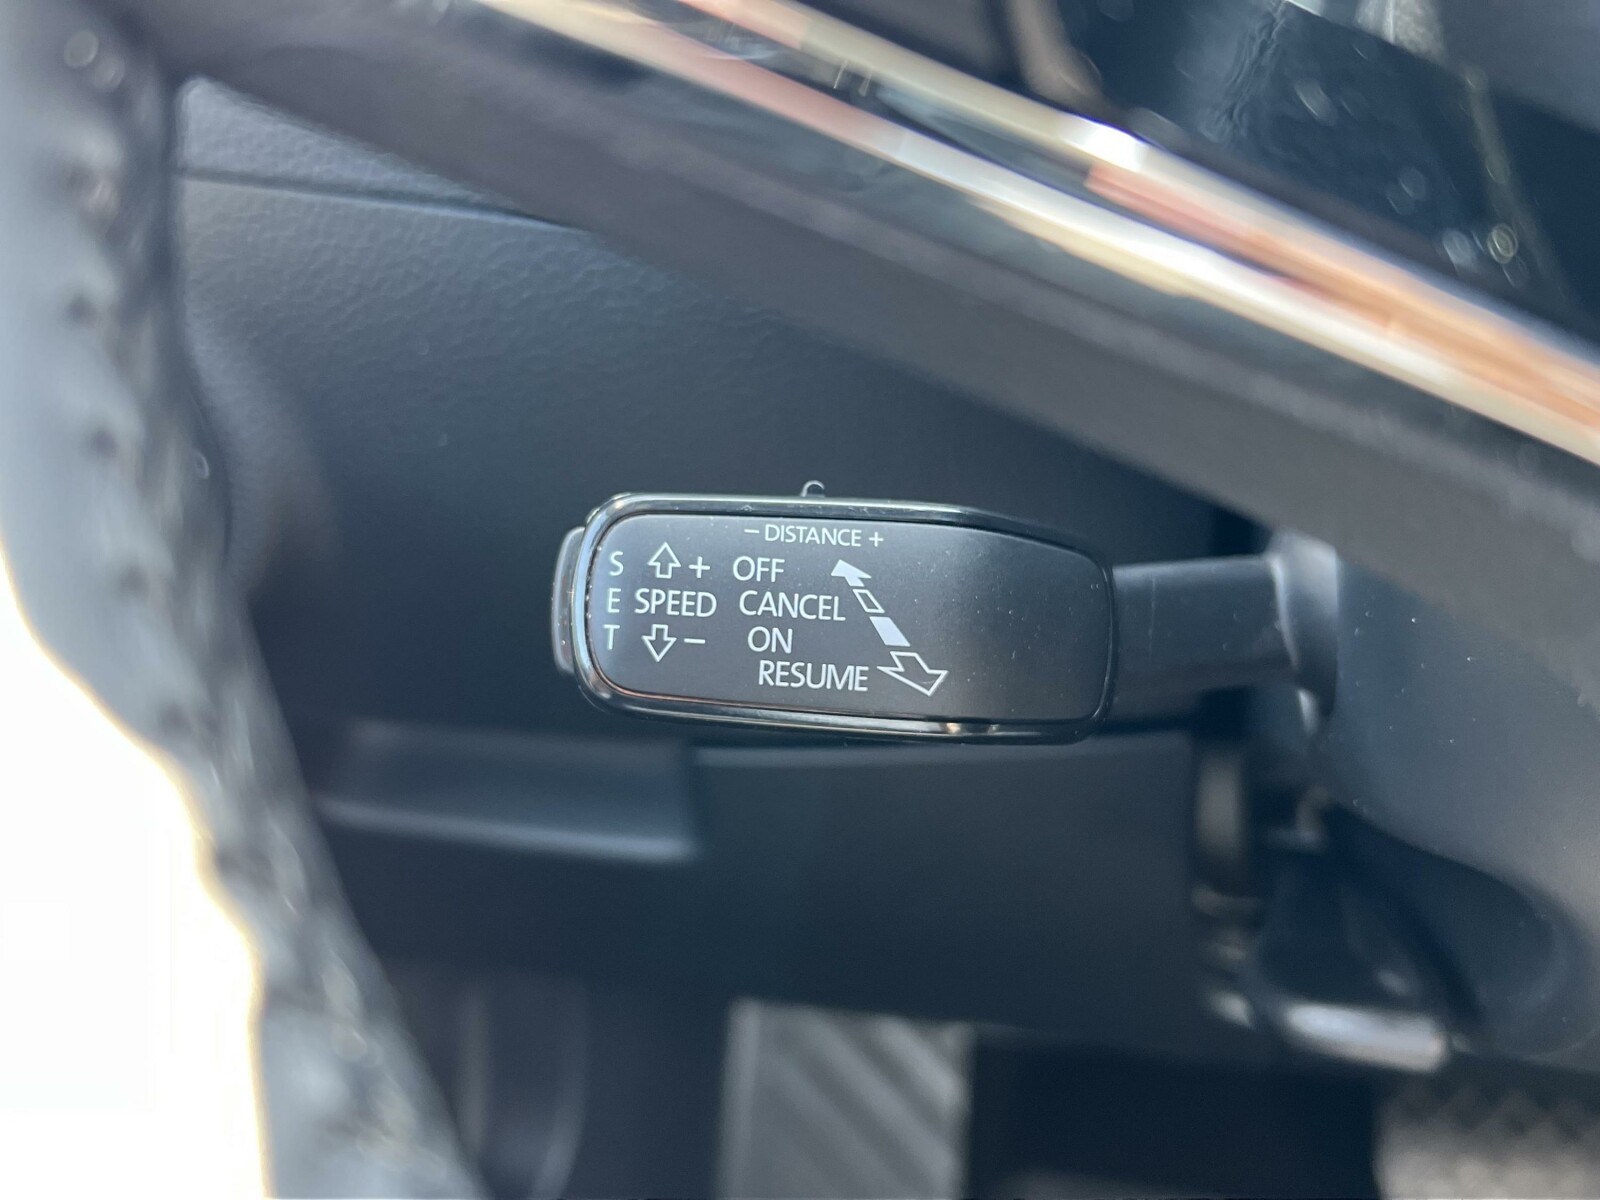 − DISTANCE +
S + OFF
E SPEED CANCEL
T − ON
RESUME